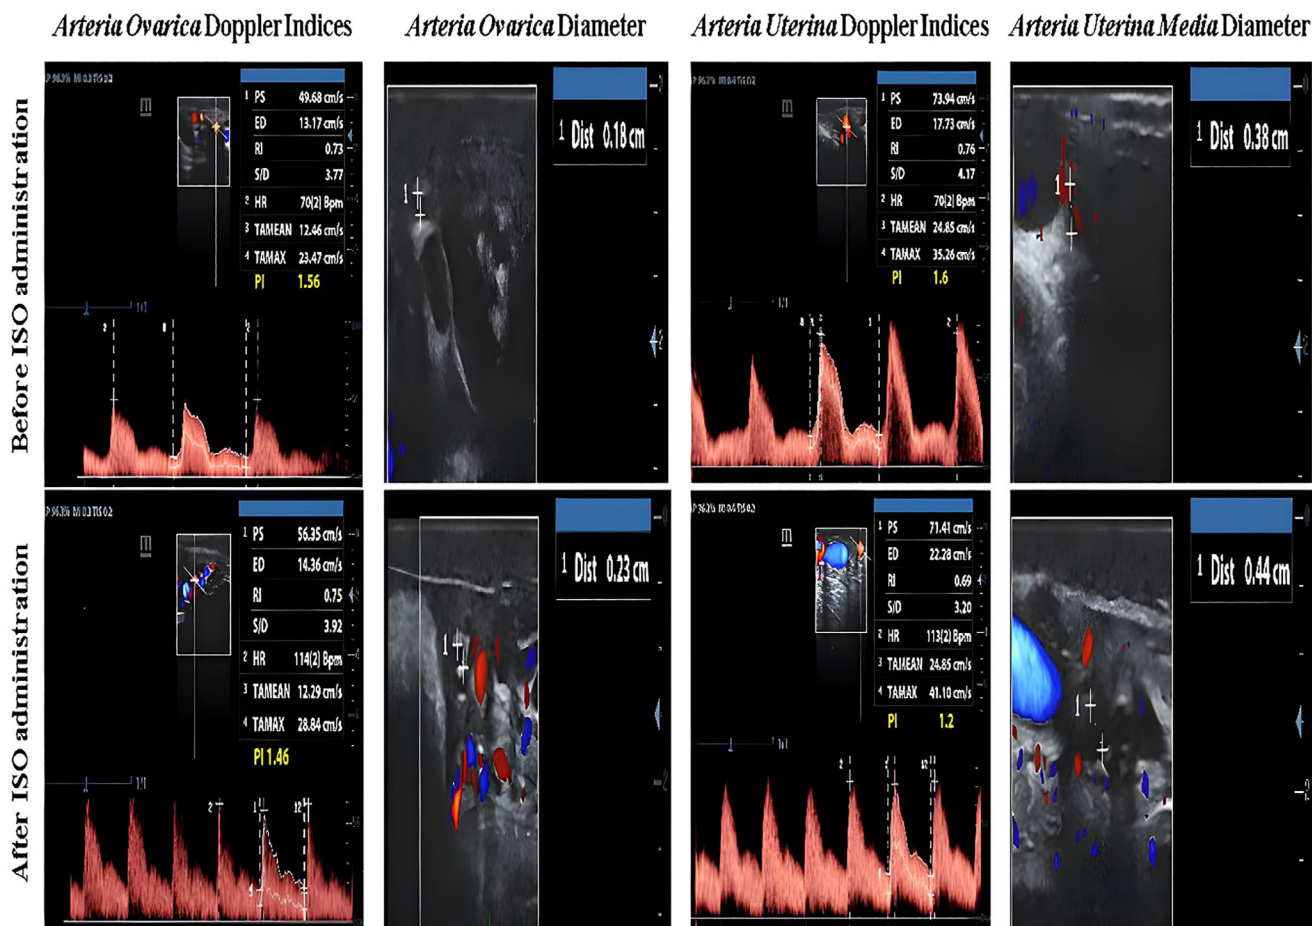 Arteria Ovarica Doppler Indices
Arteria Ovarica Diameter
Arteria Uterina Doppler Indices
Arteria Uterina Media Diameter
Before ISO administration
1 PS 49.68 cm/s
ED 13.17 cm/s
RI 0.73
S/D 3.77
2 HR 70(2) Bpm
3 TAMEAN 12.46 cm/s
4 TAMAX 23.47 cm/s
PI 1.56
1 Dist 0.18 cm
1
2
1 PS 73.94 cm/s
ED 17.73 cm/s
RI 0.76
S/D 4.17
2 HR 70(2) Bpm
3 TAMEAN 24.85 cm/s
4 TAMAX 35.26 cm/s
PI 1.6
1 Dist 0.38 cm
1
2
After ISO administration
1 PS 56.35 cm/s
ED 14.36 cm/s
RI 0.75
S/D 3.92
2 HR 114(2) Bpm
3 TAMEAN 12.29 cm/s
4 TAMAX 28.84 cm/s
PI 1.46
1 Dist 0.23 cm
1
2
1 PS 71.41 cm/s
ED 22.28 cm/s
RI 0.69
S/D 3.20
2 HR 113(2) Bpm
3 TAMEAN 24.85 cm/s
4 TAMAX 41.10 cm/s
PI 1.2
1 Dist 0.44 cm
1
2